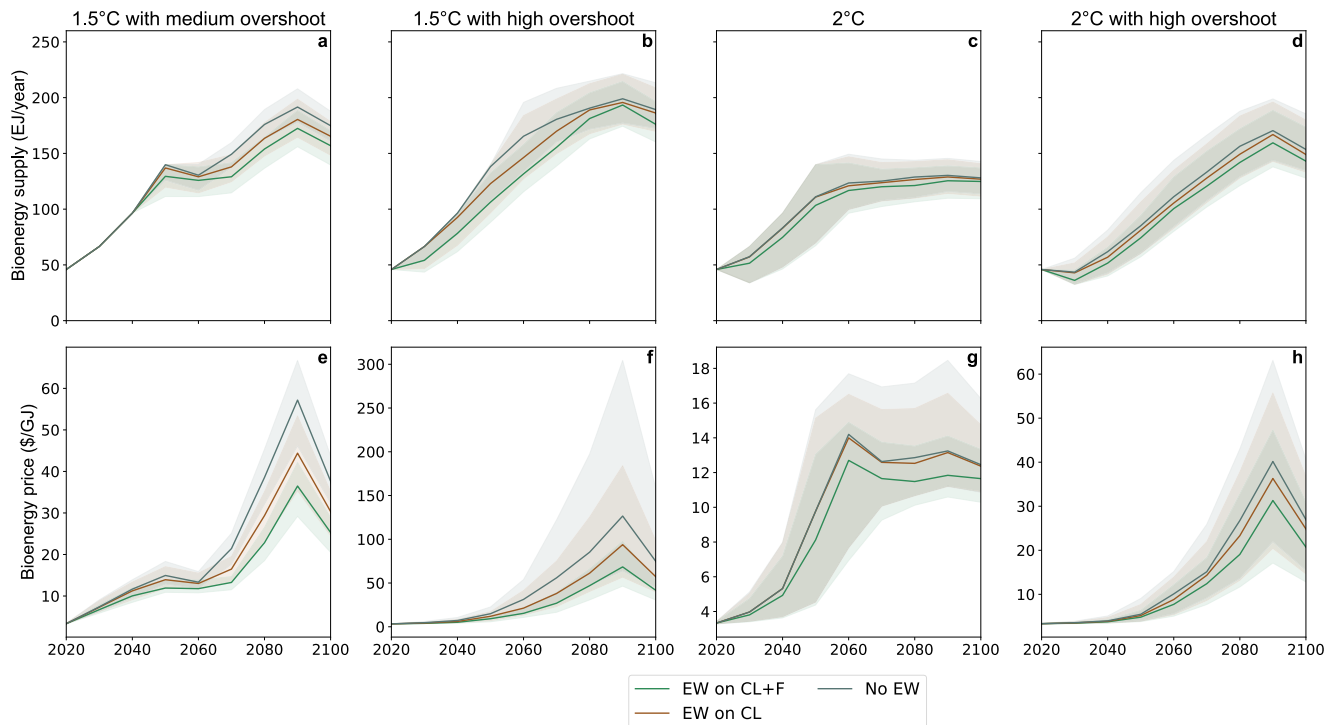 1.5°C with medium overshoot
1.5°C with high overshoot
2°C
2°C with high overshoot
a
b
c
d
Bioenergy supply (EJ/year)
250
200
150
100
50
0
e
f
g
h
Bioenergy price ($/GJ)
60
50
40
30
20
10
300
250
200
150
100
50
0
18
16
14
12
10
8
6
4
60
50
40
30
20
10
2020 2040 2060 2080 2100
2020 2040 2060 2080 2100
2020 2040 2060 2080 2100
2020 2040 2060 2080 2100
EW on CL+F
No EW
EW on CL